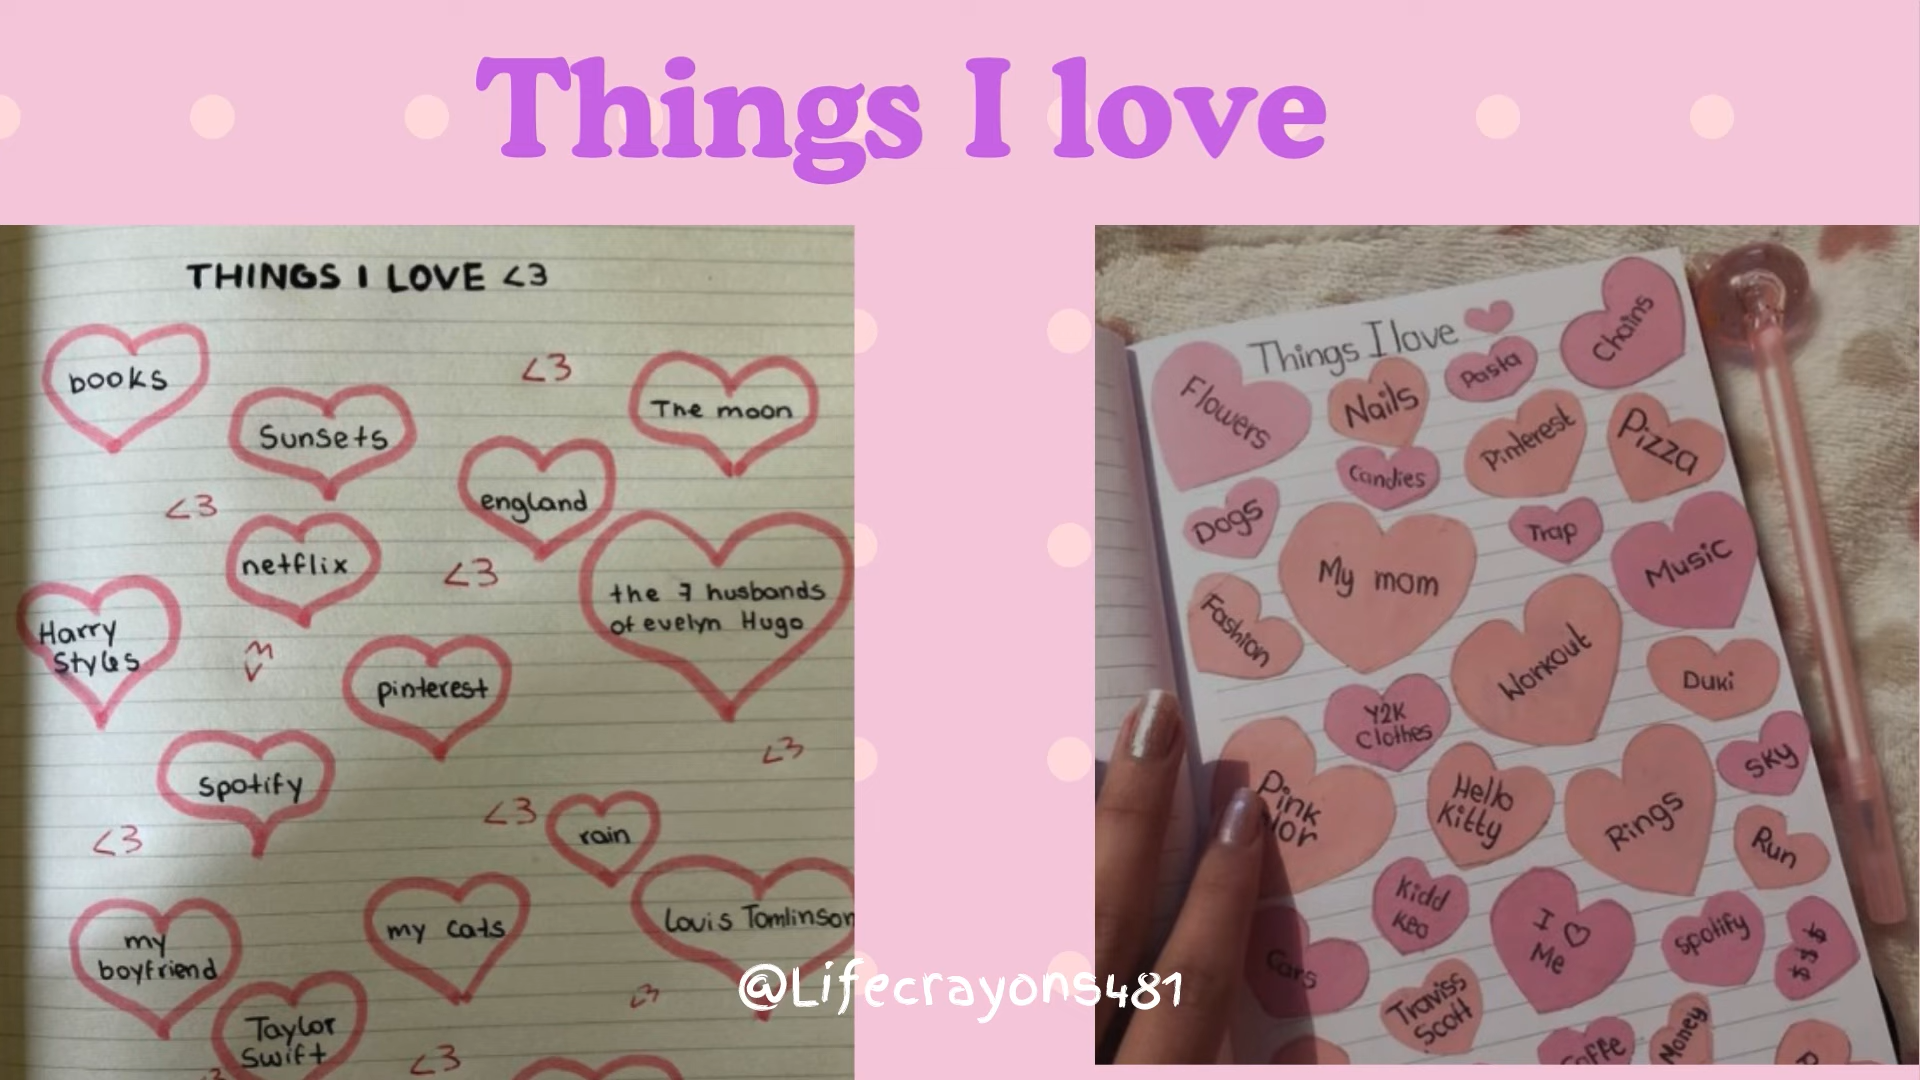 Things I love
THINGS I LOVE <3
books
<3
The moon
Sunsets
england
<3
netflix
<3
the 7 husbands
of evelyn Hugo
Harry
Styles
<3
pinterest
<3
spotify
<3
rain
<3
my cats
Louis Tomlinson
my
boyfriend
<3
Taylor
Swift
<3
<3
Things I love
Chains
Flowers
Nails
Pasta
Candies
Pinterest
Pizza
Dogs
My mom
Trap
Music
Fashion
Workout
Duki
Y2K
Clothes
Sky
Pink
Hello
Kitty
Rings
Run
Kidd
Keo
I ♡
Me
Spotify
$$$
Cars
Traviss
Scott
Money
@Lifecrayons481